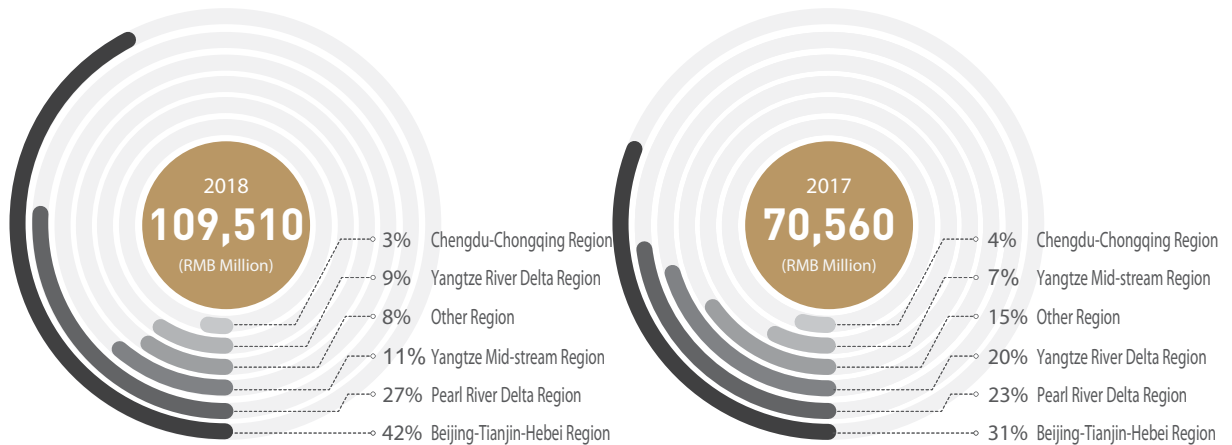 2018
109,510
(RMB Million)
3% Chengdu-Chongqing Region
9% Yangtze River Delta Region
8% Other Region
11% Yangtze Mid-stream Region
27% Pearl River Delta Region
42% Beijing-Tianjin-Hebei Region
2017
70,560
(RMB Million)
4% Chengdu-Chongqing Region
7% Yangtze Mid-stream Region
15% Other Region
20% Yangtze River Delta Region
23% Pearl River Delta Region
31% Beijing-Tianjin-Hebei Region